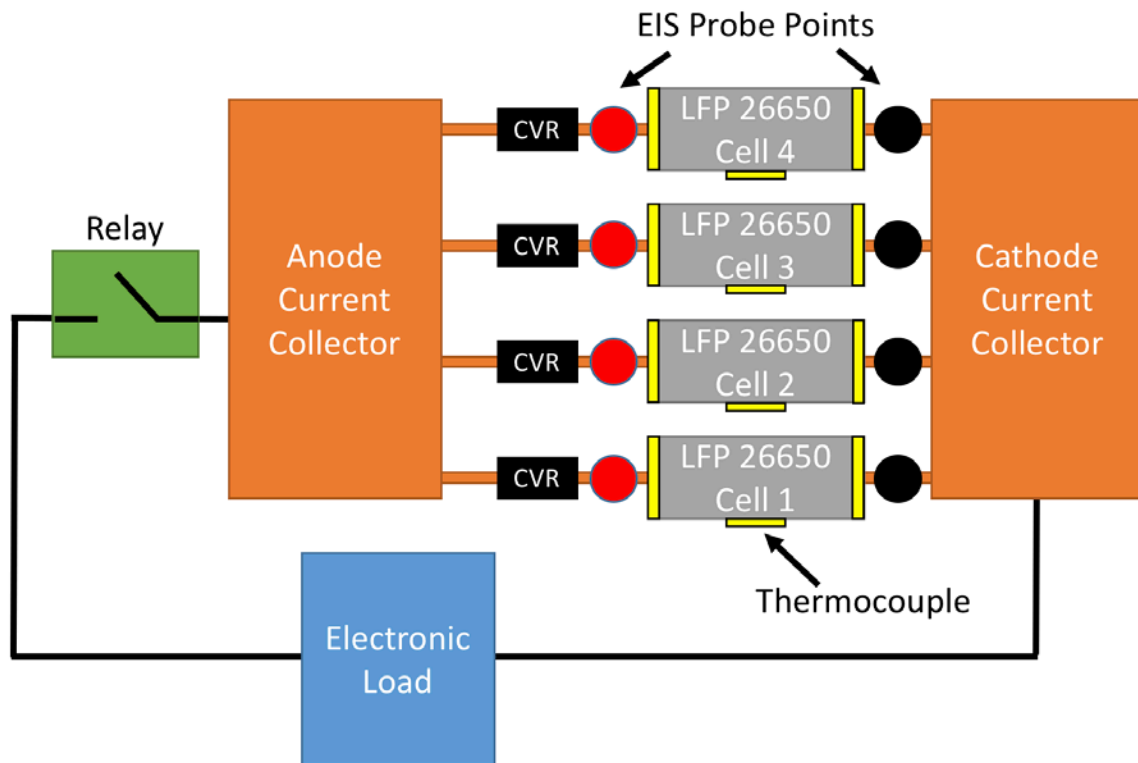 EIS Probe Points
CVR
LFP 26650
Cell 4
Relay
Anode
Current
Collector
CVR
LFP 26650
Cell 3
Cathode
Current
Collector
CVR
LFP 26650
Cell 2
CVR
LFP 26650
Cell 1
Thermocouple
Electronic
Load